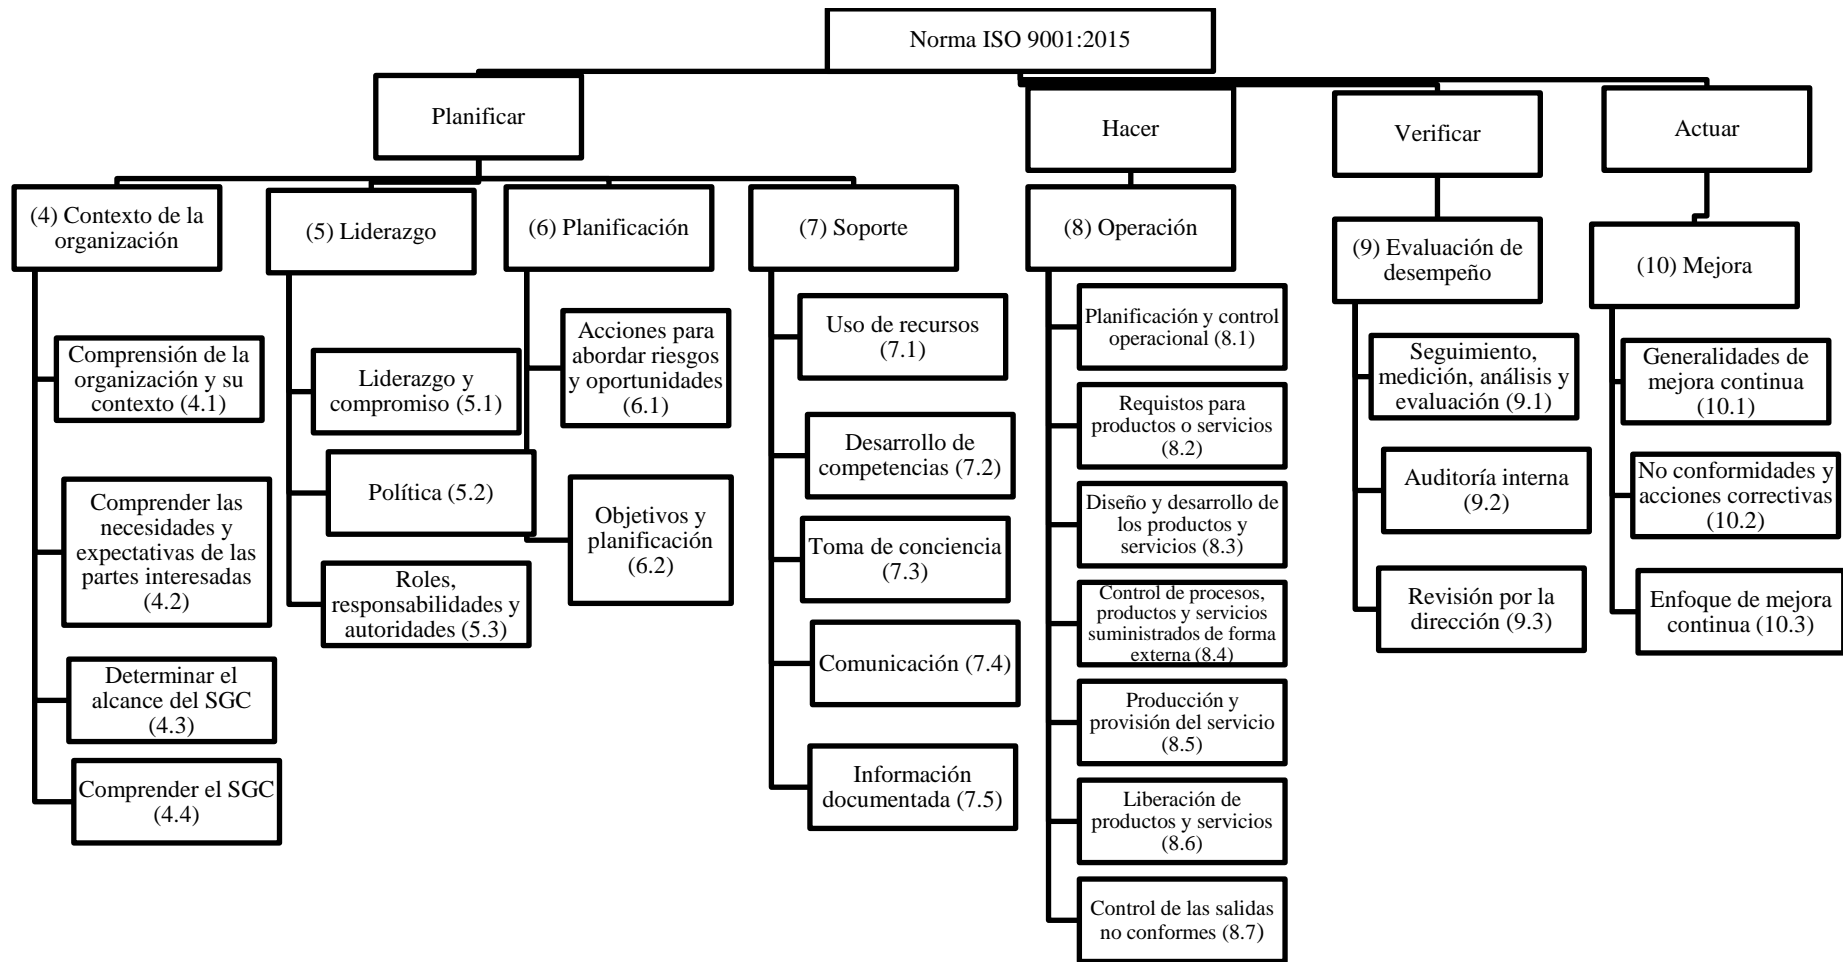 Norma ISO 9001:2015
Planificar
Hacer
Verificar
Actuar
(4) Contexto de la
organización
(5) Liderazgo
(6) Planificación
(7) Soporte
(8) Operación
(9) Evaluación de
desempeño
(10) Mejora
Comprensión de la
organización y su
contexto (4.1)
Comprender las
necesidades y
expectativas de las
partes interesadas
(4.2)
Determinar el
alcance del SGC
(4.3)
Comprender el SGC
(4.4)
Liderazgo y
compromiso (5.1)
Política (5.2)
Roles,
responsabilidades y
autoridades (5.3)
Acciones para
abordar riesgos
y oportunidades
(6.1)
Objetivos y
planificación
(6.2)
Uso de recursos
(7.1)
Desarrollo de
competencias (7.2)
Toma de conciencia
(7.3)
Comunicación (7.4)
Información
documentada (7.5)
Planificación y control
operacional (8.1)
Requistos para
productos o servicios
(8.2)
Diseño y desarrollo de
los productos y
servicios (8.3)
Control de procesos,
productos y servicios
suministrados de forma
externa (8.4)
Producción y
provisión del servicio
(8.5)
Liberación de
productos y servicios
(8.6)
Control de las salidas
no conformes (8.7)
Seguimiento,
medición, análisis y
evaluación (9.1)
Auditoría interna
(9.2)
Revisión por la
dirección (9.3)
Generalidades de
mejora continua
(10.1)
No conformidades y
acciones correctivas
(10.2)
Enfoque de mejora
continua (10.3)